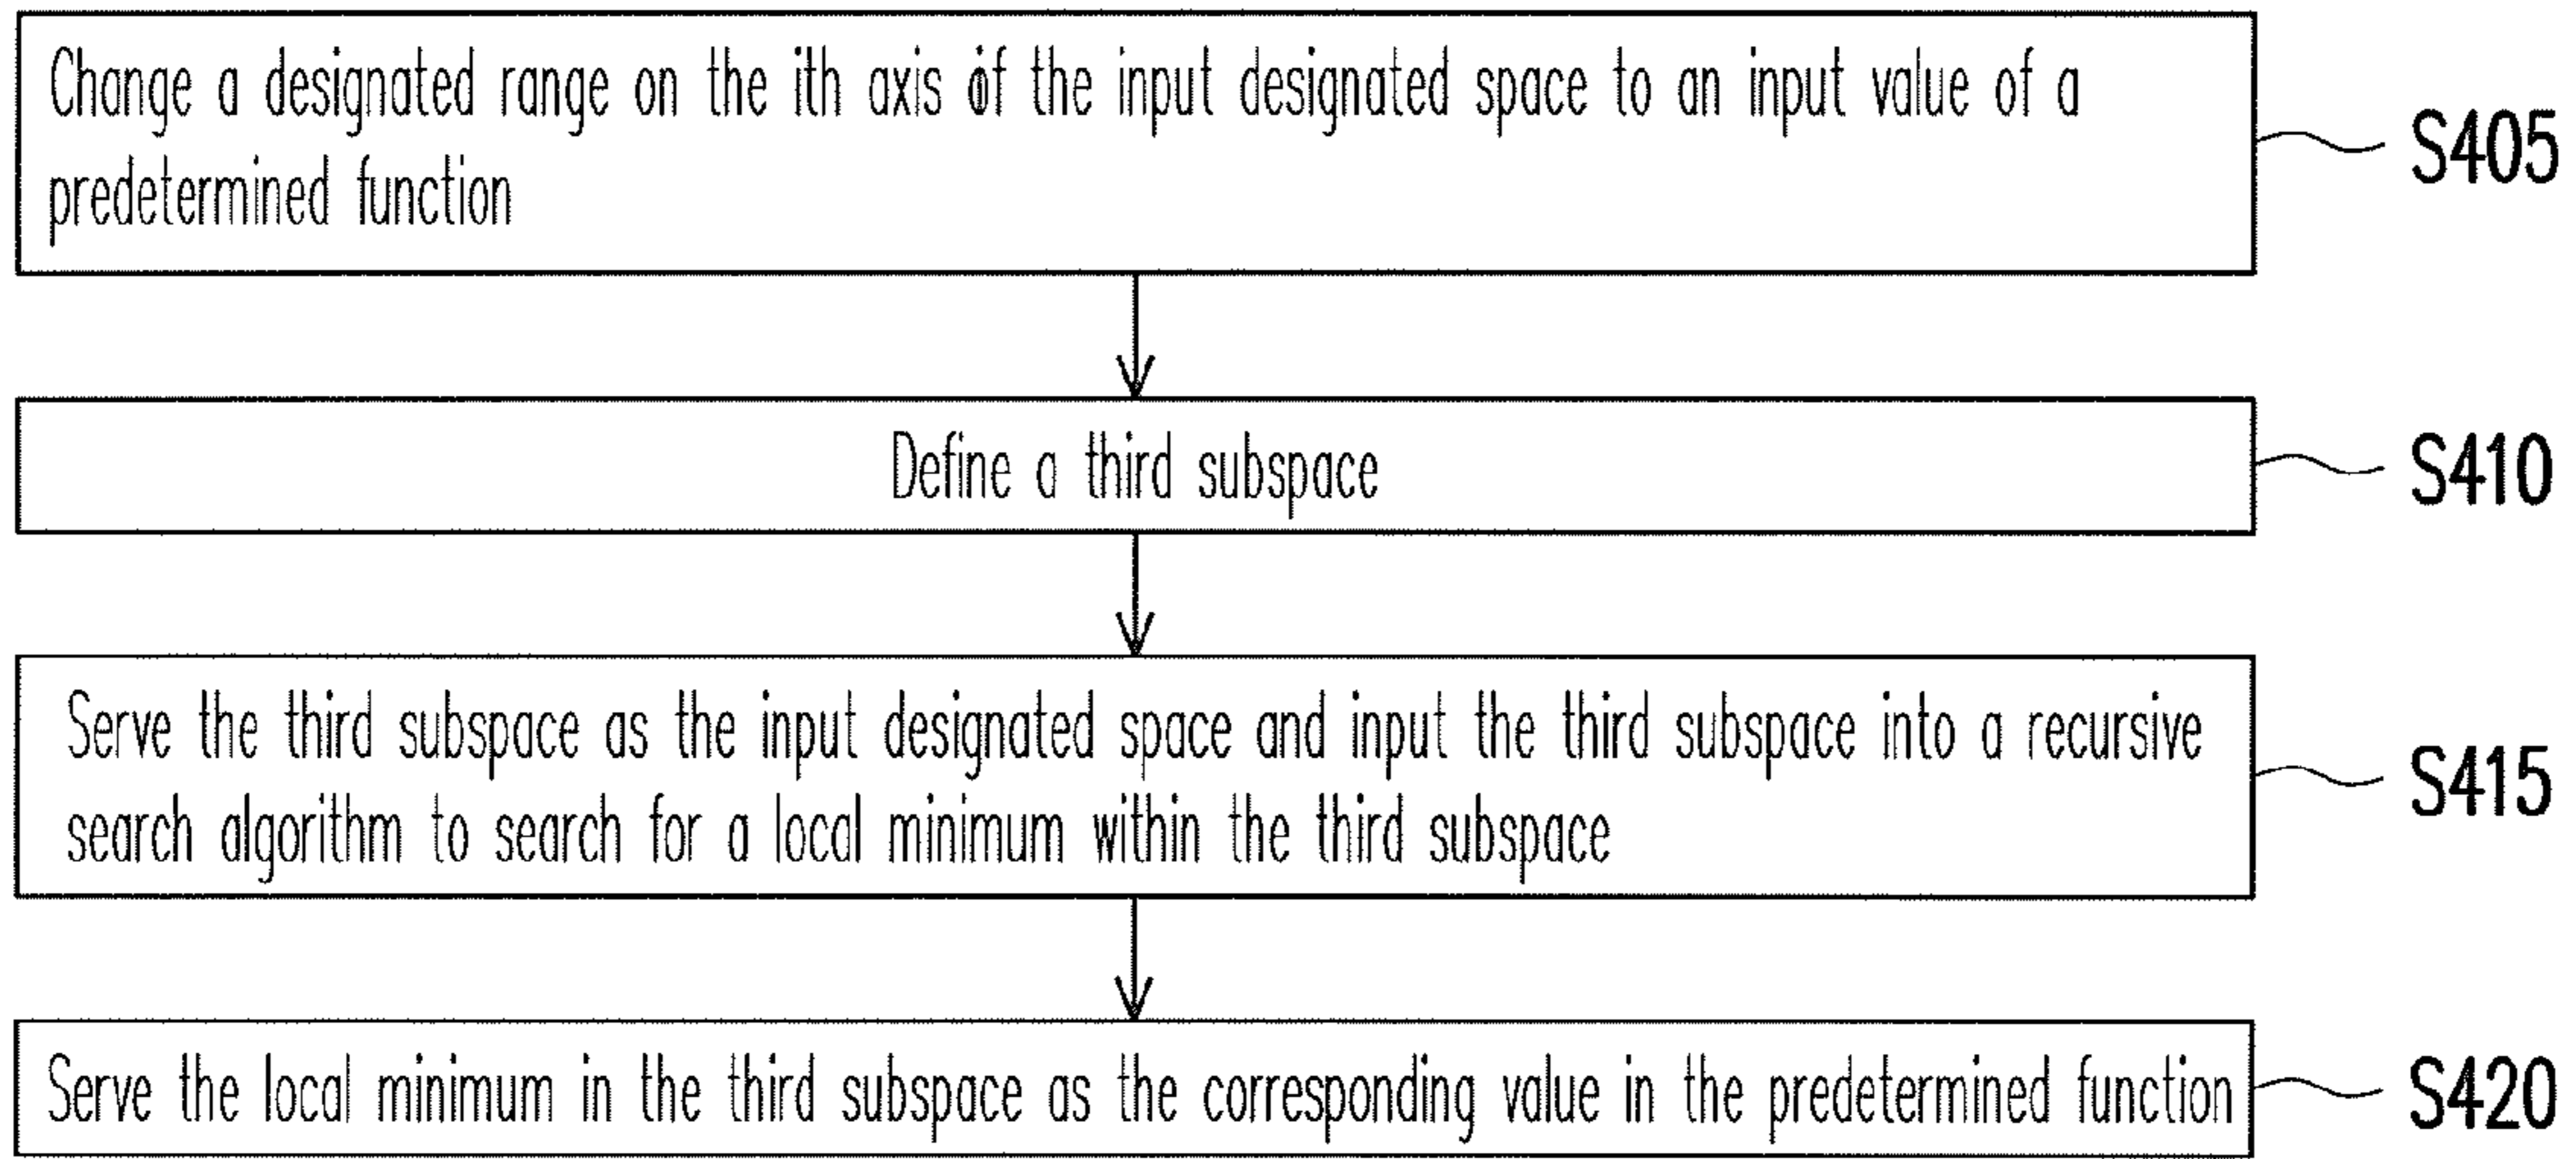 Change a designated range on the ith axis of the input designated space to an input value of a
predetermined function
S405
Define a third subspace
S410
Serve the third subspace as the input designated space and input the third subspace into a recursive
search algorithm to search for a local minimum within the third subspace
S415
Serve the local minimum in the third subspace as the corresponding value in the predetermined function
S420